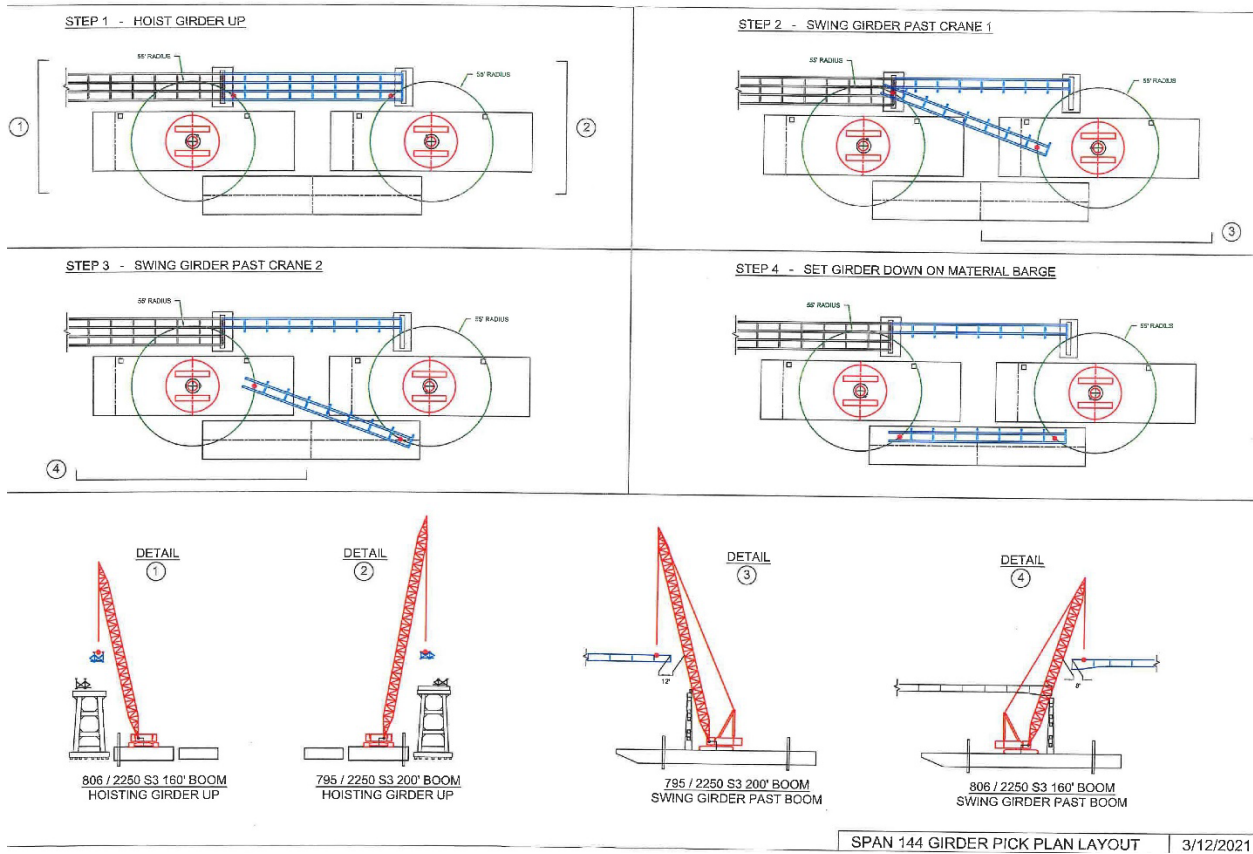 STEP 1 - HOIST GIRDER UP
55' RADIUS
55' RADIUS
1
2
STEP 2 - SWING GIRDER PAST CRANE 1
55' RADIUS
55' RADIUS
3
STEP 3 - SWING GIRDER PAST CRANE 2
55' RADIUS
55' RADIUS
4
STEP 4 - SET GIRDER DOWN ON MATERIAL BARGE
55' RADIUS
55' RADIUS
DETAIL
1
806 / 2250 S3 160' BOOM
HOISTING GIRDER UP
DETAIL
2
795 / 2250 S3 200' BOOM
HOISTING GIRDER UP
DETAIL
3
12'
795 / 2250 S3 200' BOOM
SWING GIRDER PAST BOOM
DETAIL
4
8'
806 / 2250 S3 160' BOOM
SWING GIRDER PAST BOOM
SPAN 144 GIRDER PICK PLAN LAYOUT 3/12/2021